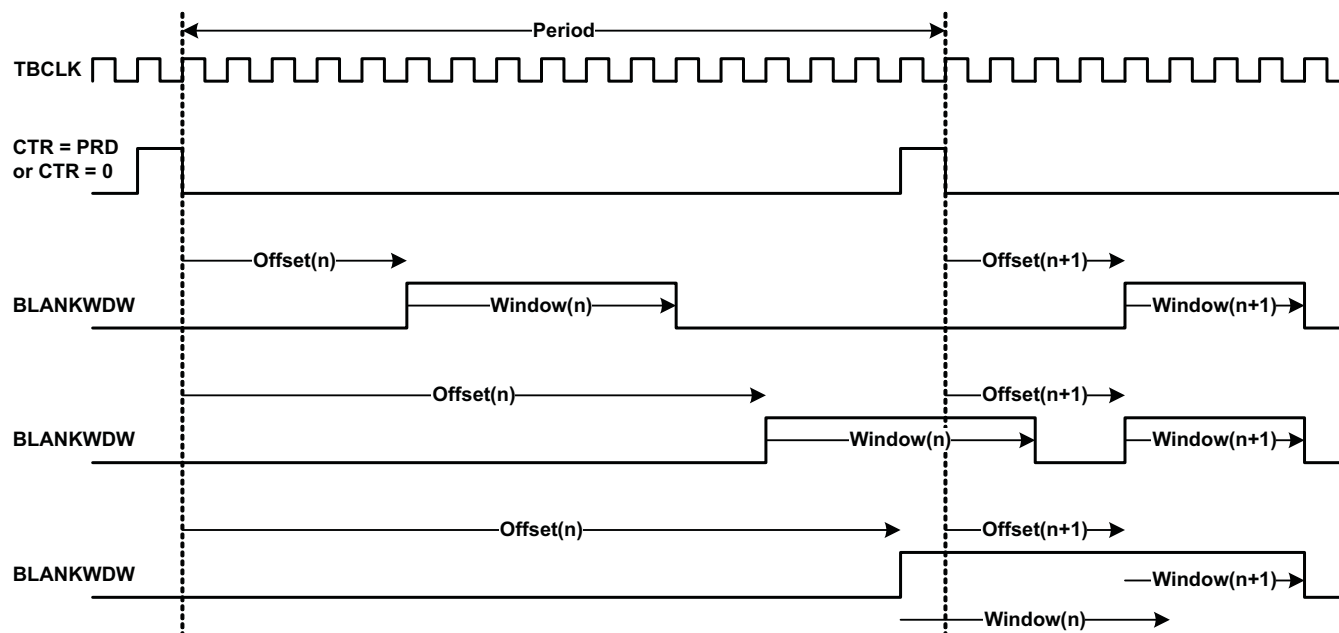 Period
TBCLK
CTR = PRD
or CTR = 0
Offset(n)
Offset(n+1)
BLANKWDW
Window(n)
Window(n+1)
Offset(n)
Offset(n+1)
BLANKWDW
Window(n)
Window(n+1)
Offset(n)
Offset(n+1)
BLANKWDW
Window(n+1)
Window(n)